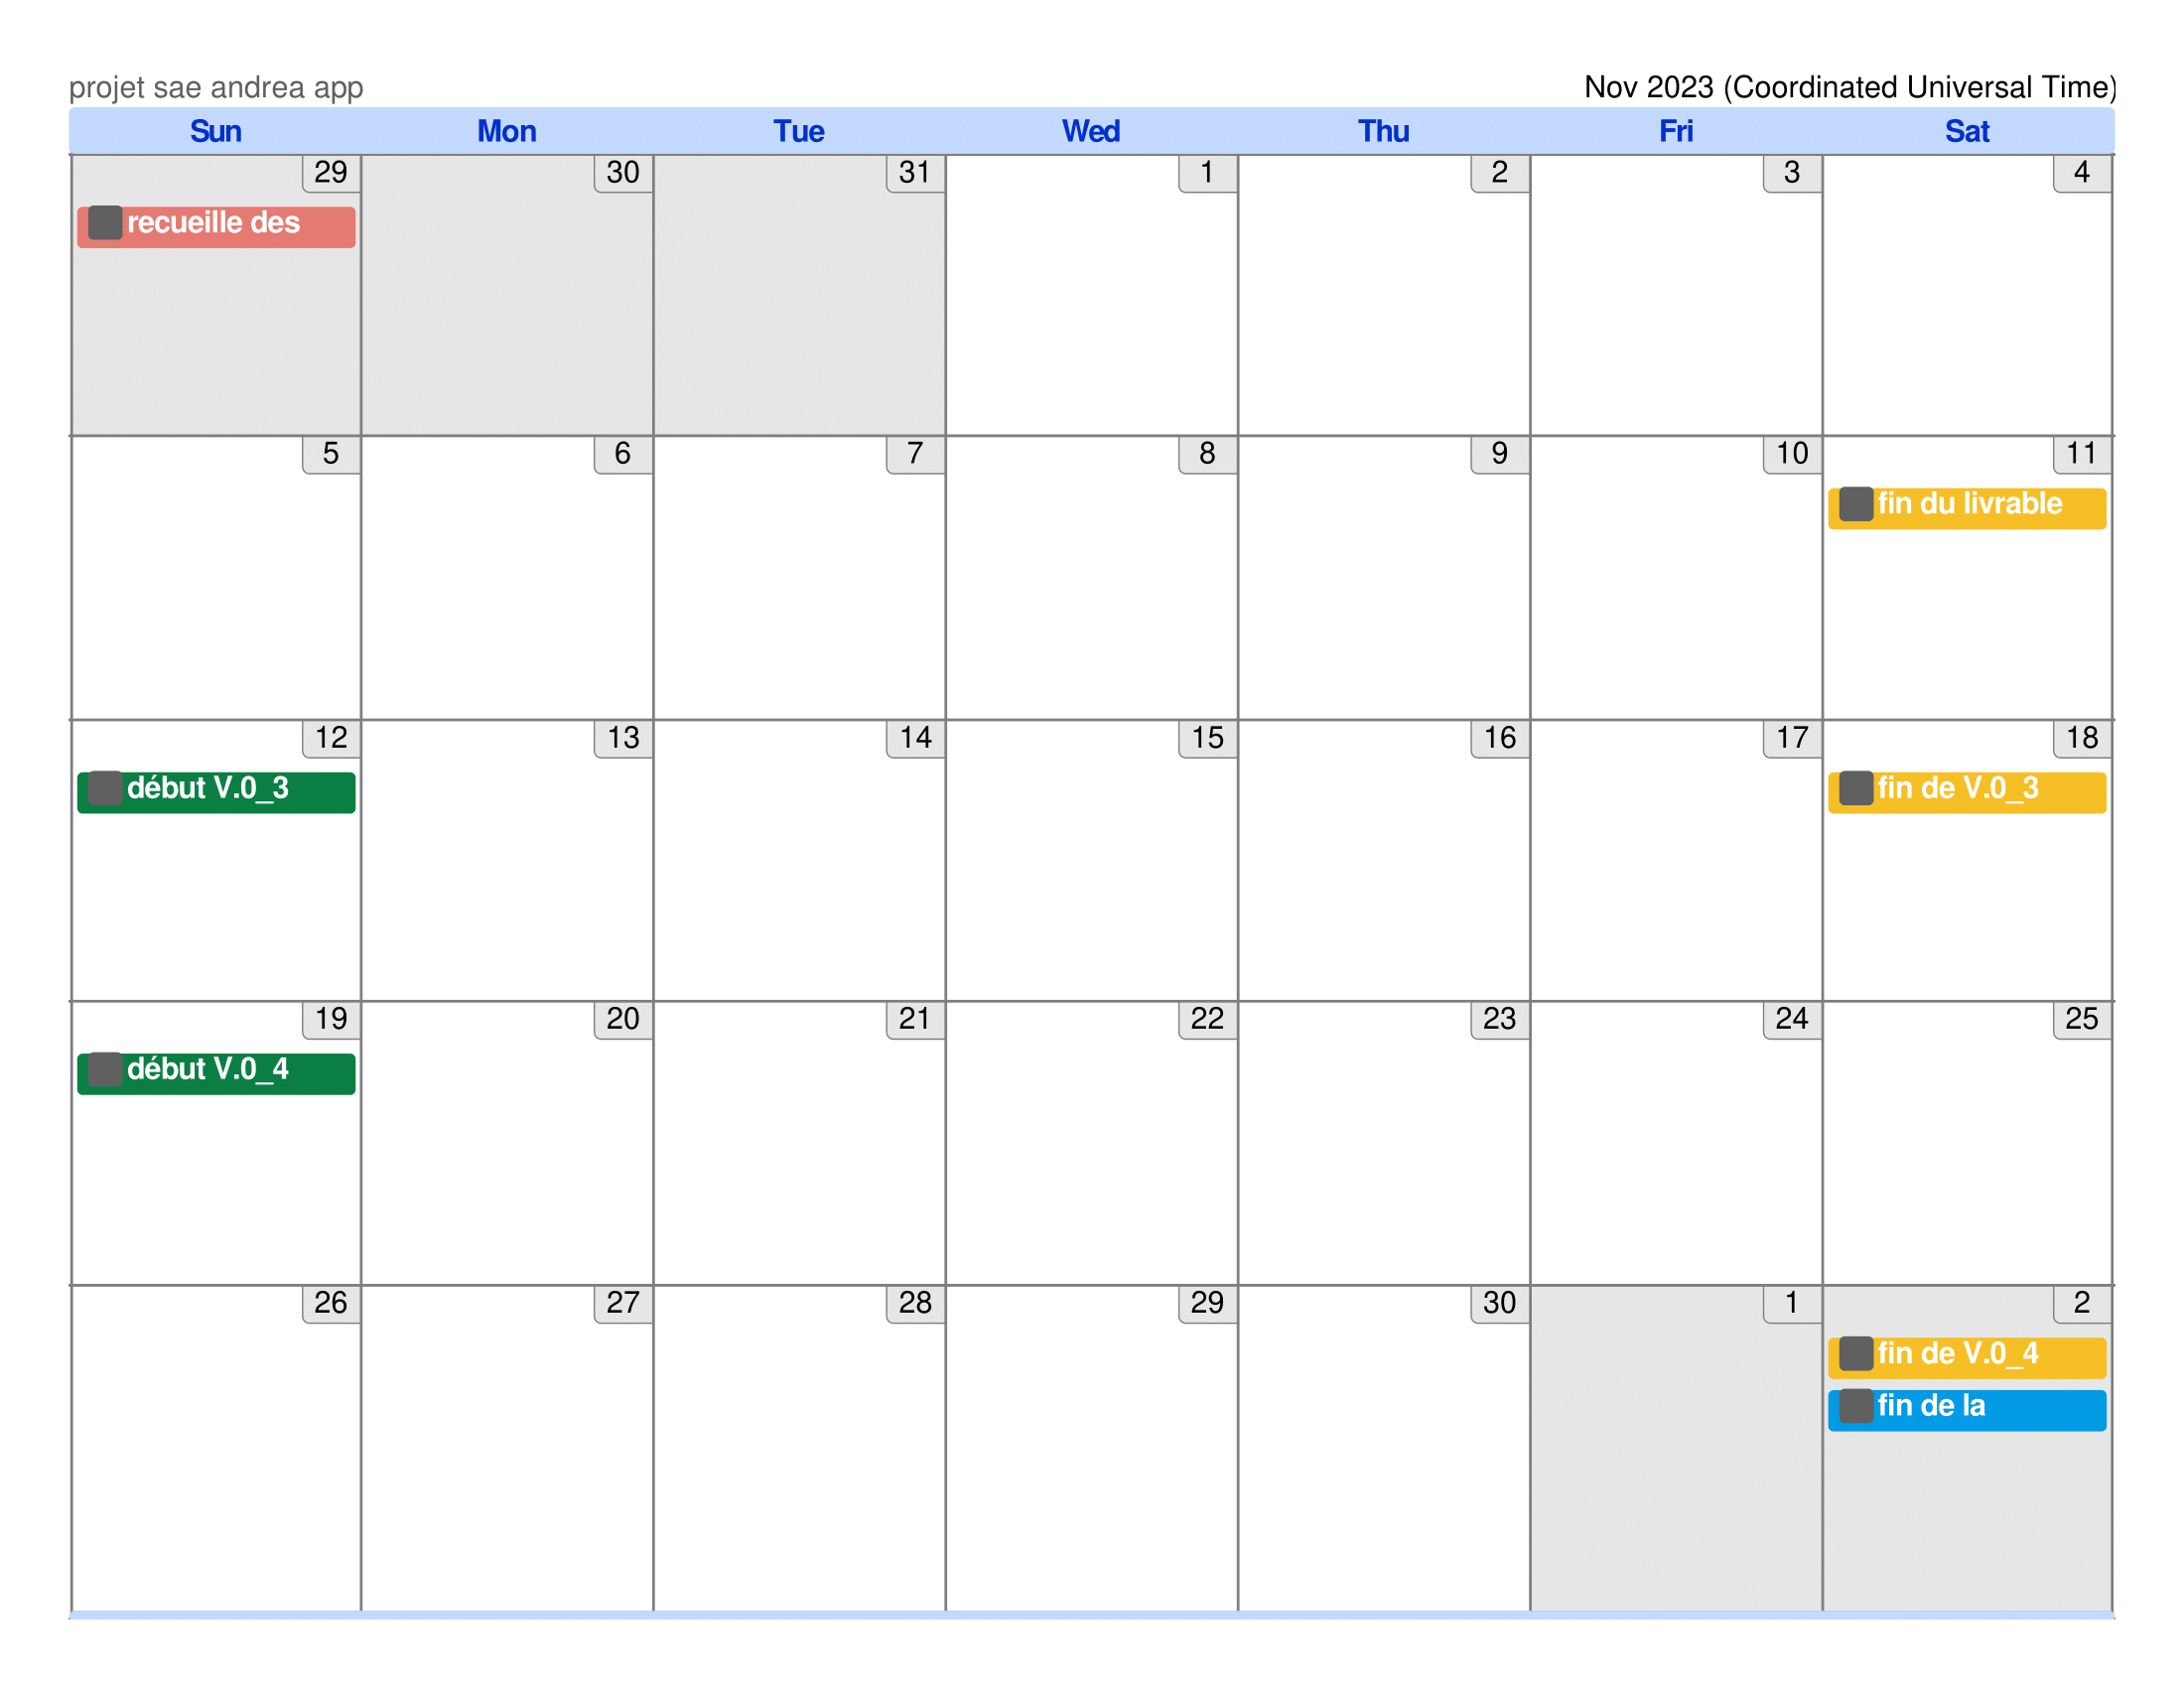 projet sae andrea app
Nov 2023 (Coordinated Universal Time)
Sun Mon Tue Wed Thu Fri Sat
29 30 31 1 2 3 4
recueille des
5 6 7 8 9 10 11
fin du livrable
12 13 14 15 16 17 18
début V.0_3 fin de V.0_3
19 20 21 22 23 24 25
début V.0_4
26 27 28 29 30 1 2
fin de V.0_4
fin de la